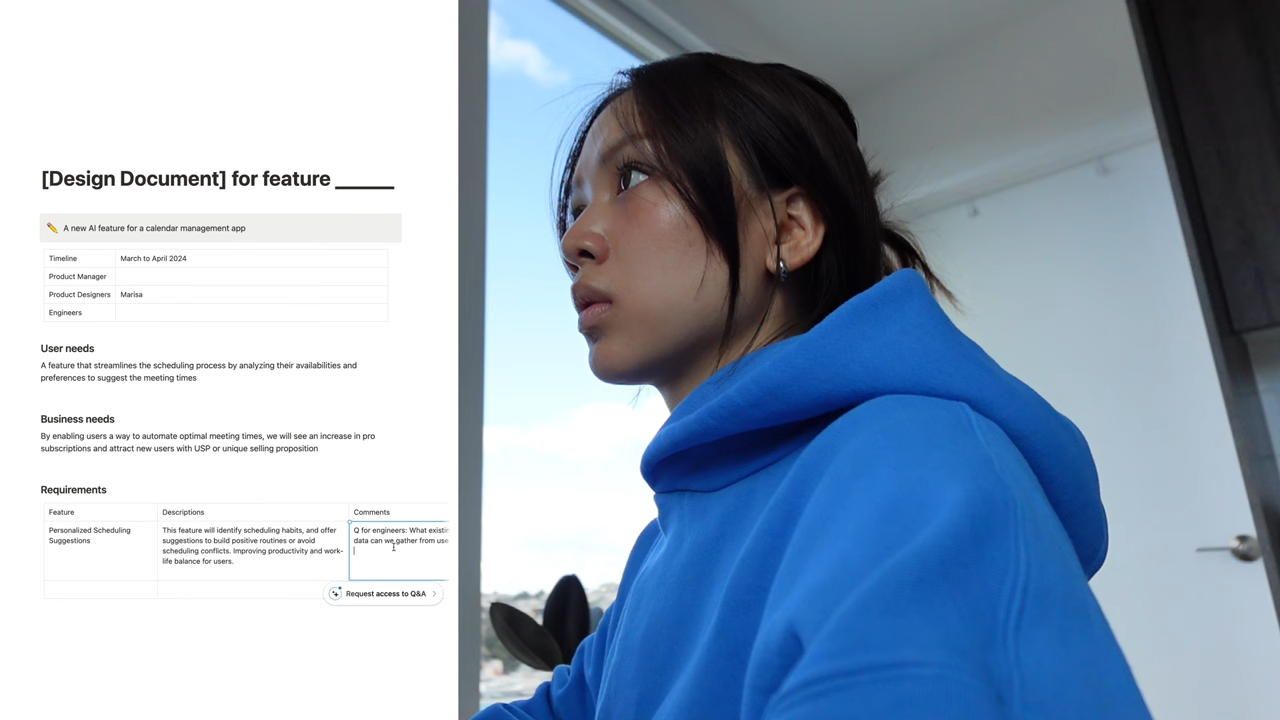 [Design Document] for feature _____
A new AI feature for a calendar management app
Timeline March to April 2024
Product Manager
Product Designers Marisa
Engineers
User needs
A feature that streamlines the scheduling process by analyzing their availabilities and
preferences to suggest the meeting times
Business needs
By enabling users a way to automate optimal meeting times, we will see an increase in pro
subscriptions and attract new users with USP or unique selling proposition
Requirements
Feature Descriptions Comments
Personalized Scheduling
Suggestions
This feature will identify scheduling habits, and offer
suggestions to build positive routines or avoid
scheduling conflicts. Improving productivity and work-
life balance for users.
Q for engineers: What existin
data can we gather from use
Request access to Q&A